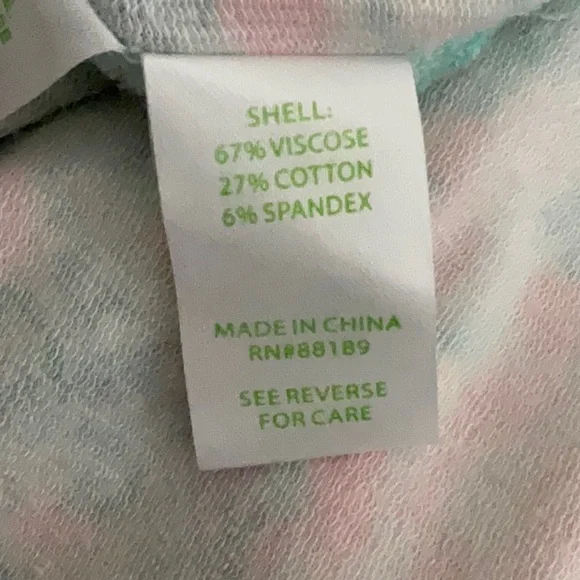 SHELL:
67% VISCOSE
27% COTTON
6% SPANDEX
MADE IN CHINA
RN#88189
SEE REVERSE
FOR CARE